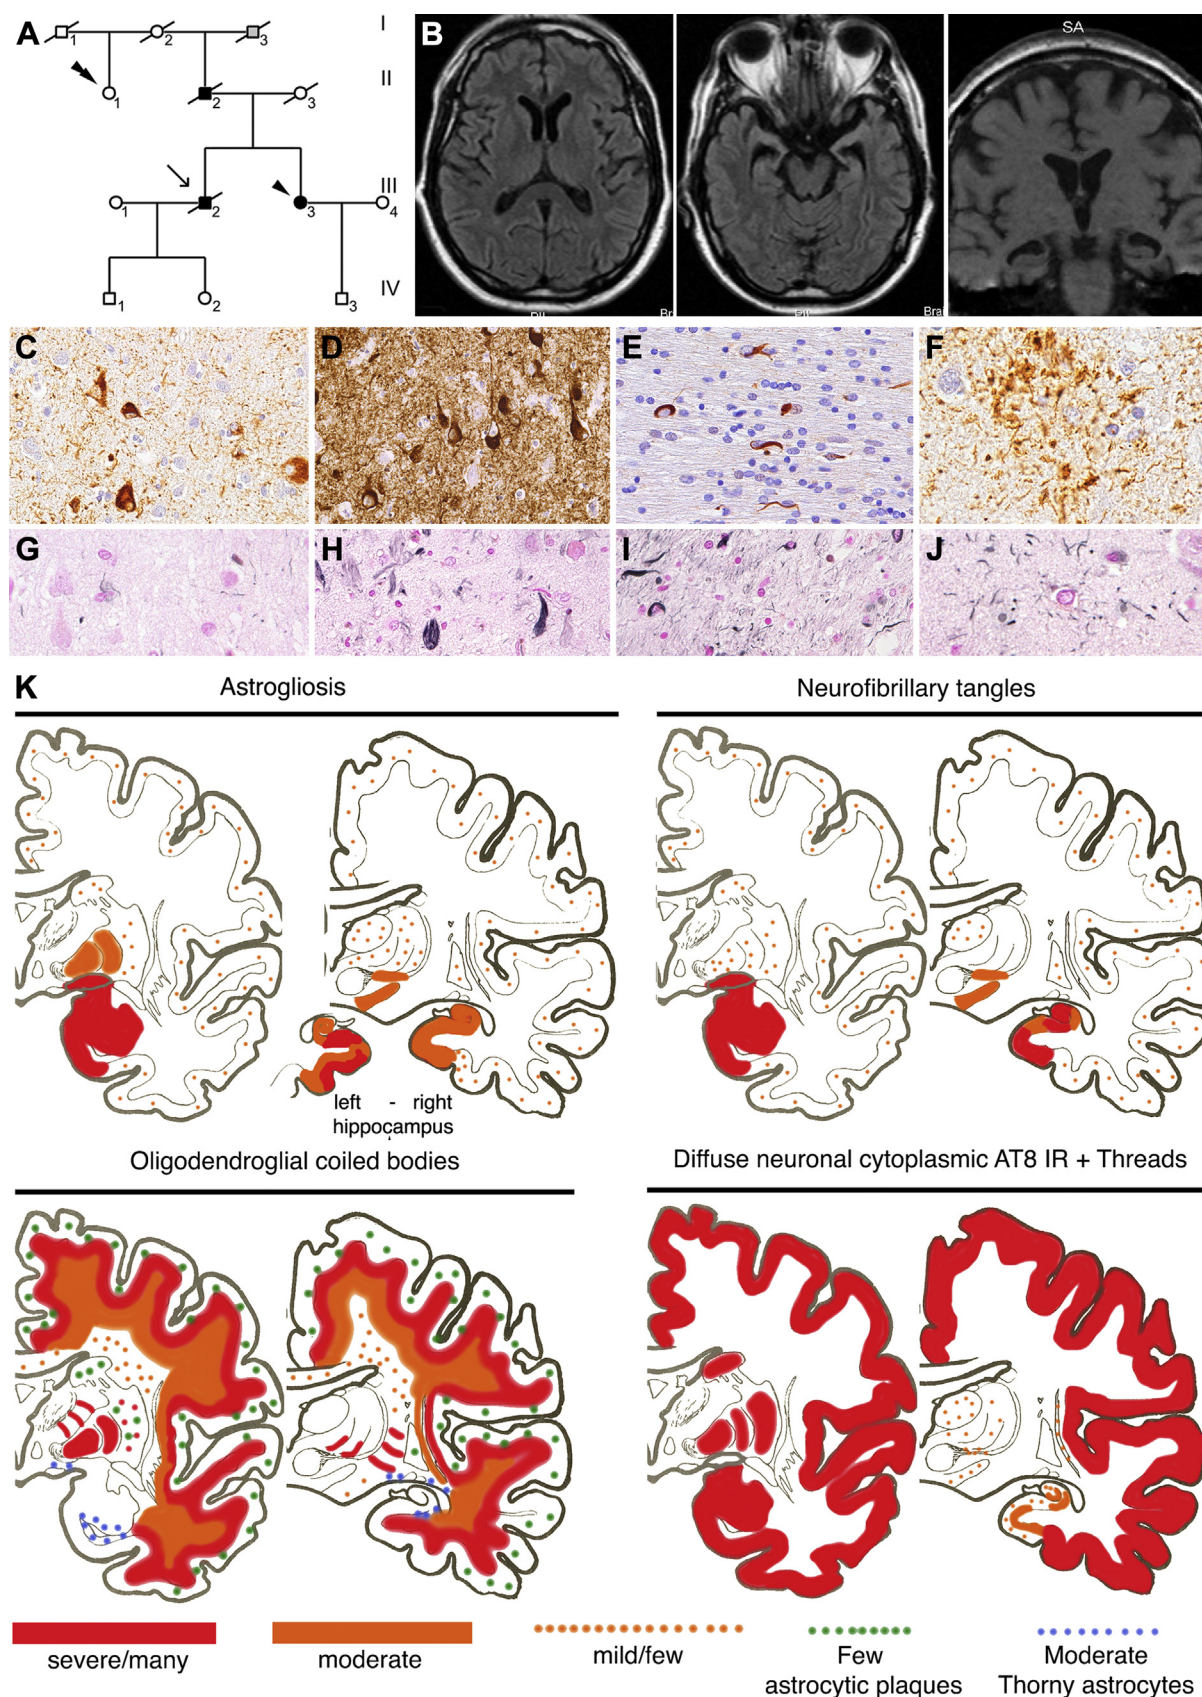 A
1
2
3
I
1
2
3
II
1
2
3
4
III
1
2
3
IV
B
SA
Br
Brai
C
D
E
F
G
H
I
J
K
Astrogliosis
Neurofibrillary tangles
left - right
hippocampus
Oligodendroglial coiled bodies
Diffuse neuronal cytoplasmic AT8 IR + Threads
severe/many
moderate
mild/few
Few
astrocytic plaques
Moderate
Thorny astrocytes